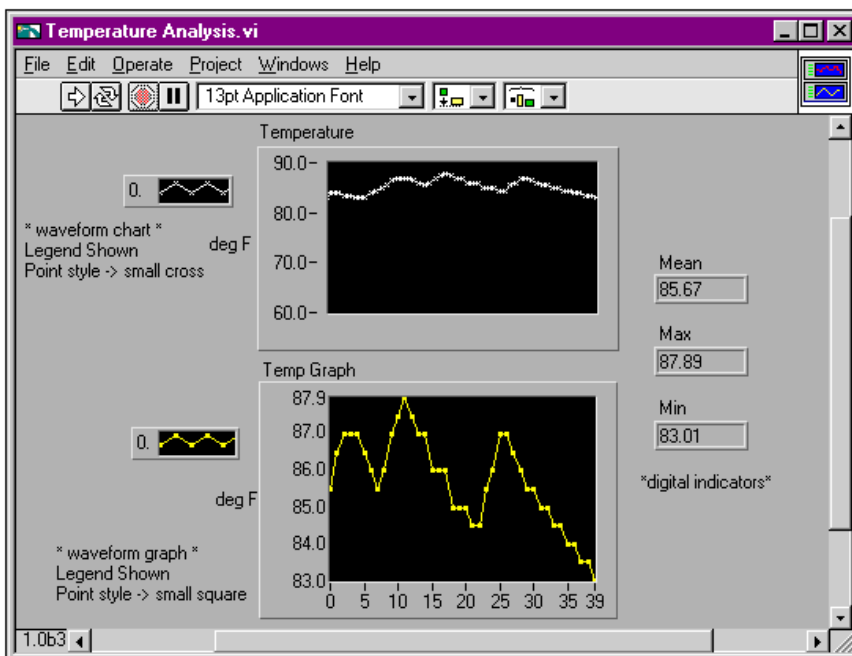 Temperature Analysis.vi
File Edit Operate Project Windows Help
13pt Application Font
Temperature
0.
* waveform chart *
Legend Shown
Point style -> small cross
deg F
90.0-
80.0-
70.0-
60.0-
Mean
85.67
Max
87.89
Min
83.01
*digital indicators*
Temp Graph
0.
deg F
* waveform graph *
Legend Shown
Point style -> small square
87.9
87.0
86.0
85.0
84.0
83.0
0 5 10 15 20 25 30 35 39
1.0b3